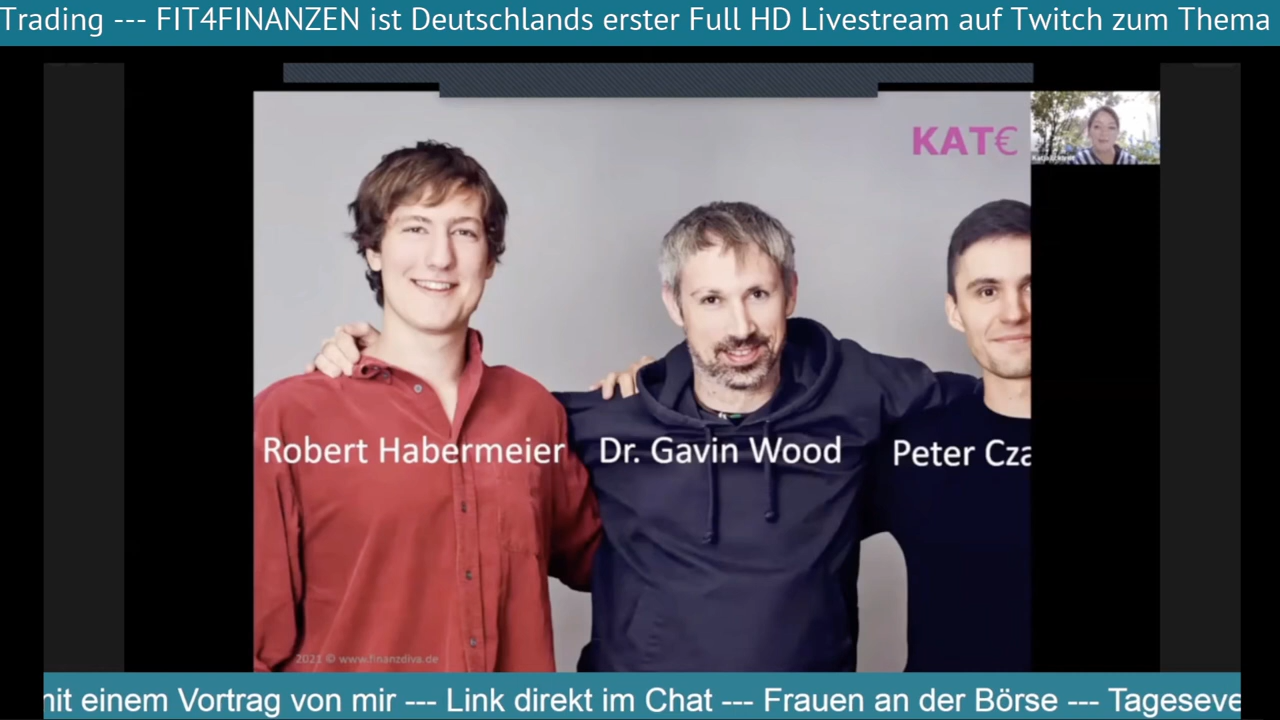 Trading --- FIT4FINANZEN ist Deutschlands erster Full HD Livestream auf Twitch zum Thema
KAT€
Robert Habermeier
Dr. Gavin Wood
Peter Cza
2021 © www.finanzdiva.de
nit einem Vortrag von mir --- Link direkt im Chat --- Frauen an der Börse --- Tageseve